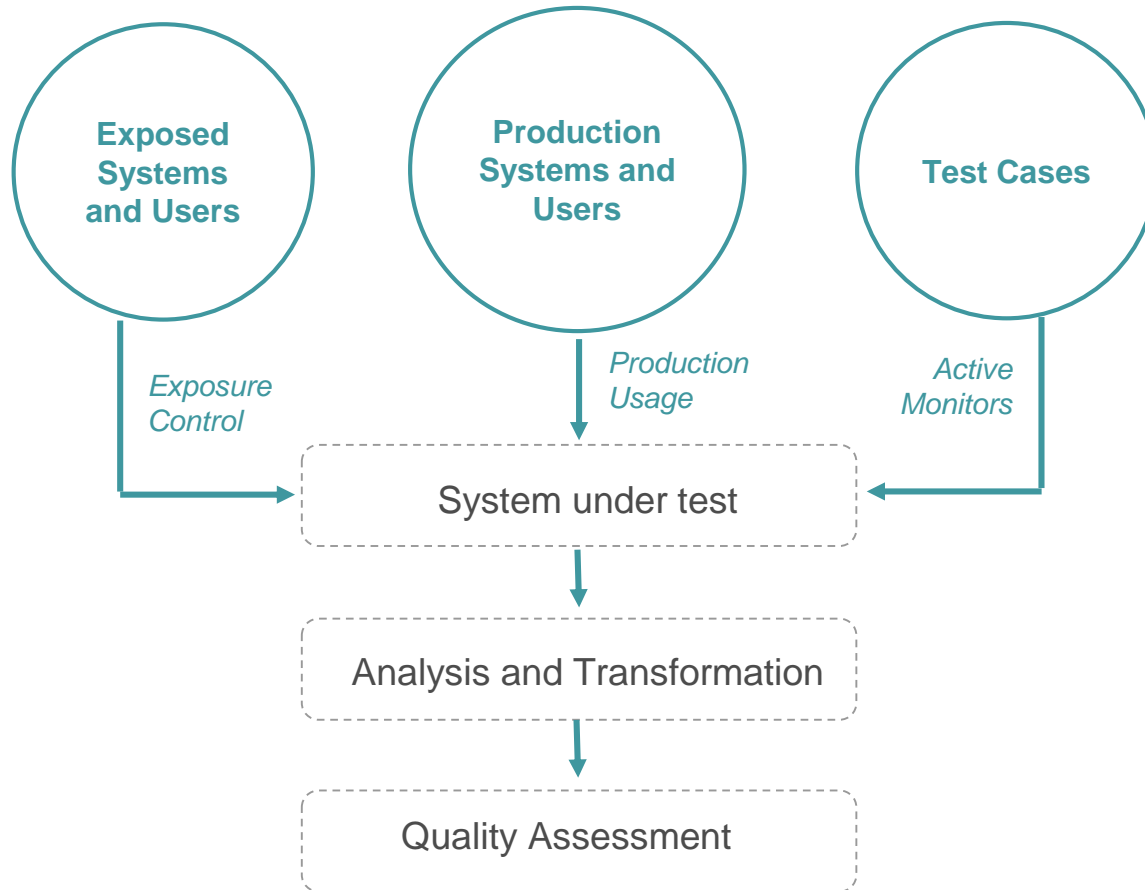 Exposed
Systems
and Users
Production
Systems and
Users
Test Cases
Exposure
Control
Production
Usage
Active
Monitors
System under test
Analysis and Transformation
Quality Assessment